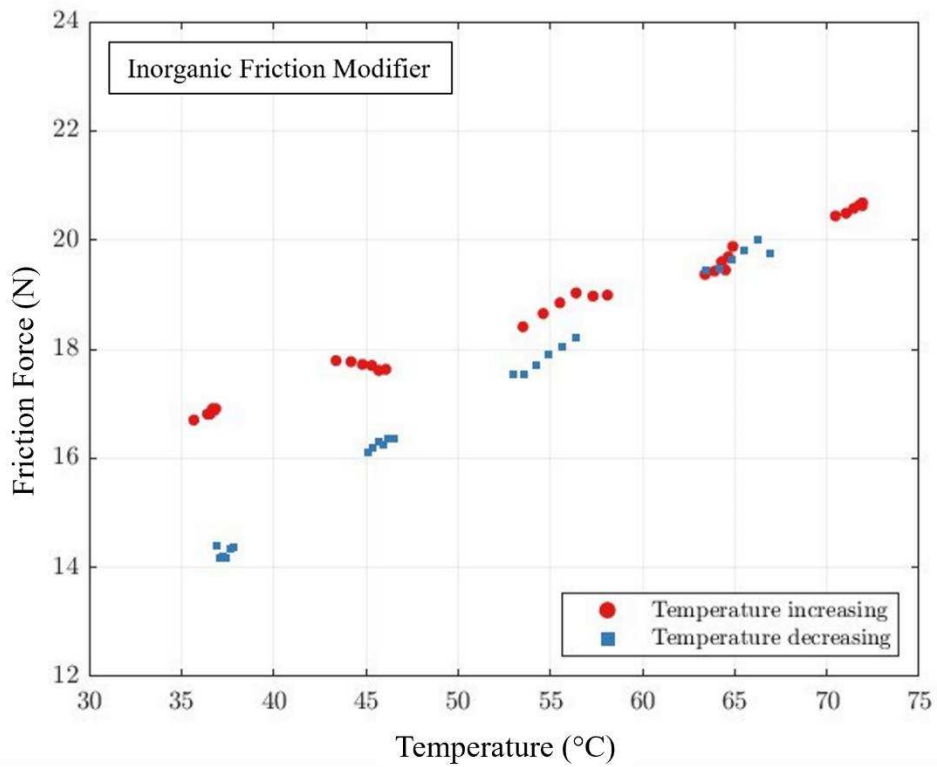 24
22
20
18
16
14
12
Friction Force (N)
Inorganic Friction Modifier
Temperature increasing
Temperature decreasing
30 35 40 45 50 55 60 65 70 75
Temperature (°C)